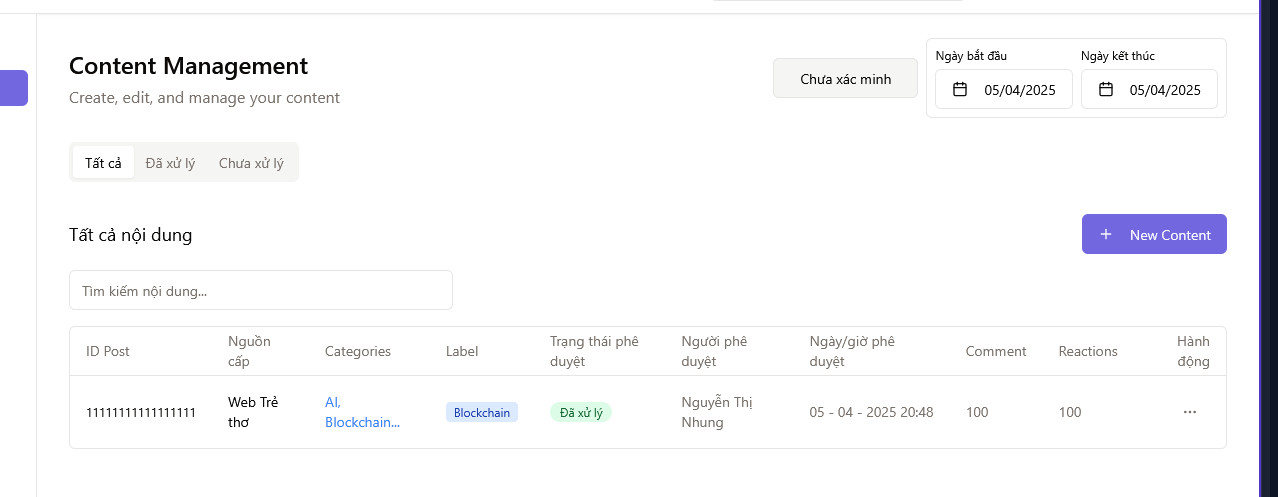 Content Management
Create, edit, and manage your content
Chưa xác minh
Ngày bắt đầu
05/04/2025
Ngày kết thúc
05/04/2025
Tất cả
Đã xử lý
Chưa xử lý
Tất cả nội dung
+ New Content
Tìm kiếm nội dung...
ID Post
Nguồn
cấp
Categories
Label
Trạng thái phê
duyệt
Người phê
duyệt
Ngày/giờ phê
duyệt
Comment
Reactions
Hành
động
11111111111111111
Web Trẻ
thơ
AI,
Blockchain...
Blockchain
Đã xử lý
Nguyễn Thị
Nhung
05 - 04 - 2025 20:48
100
100
...